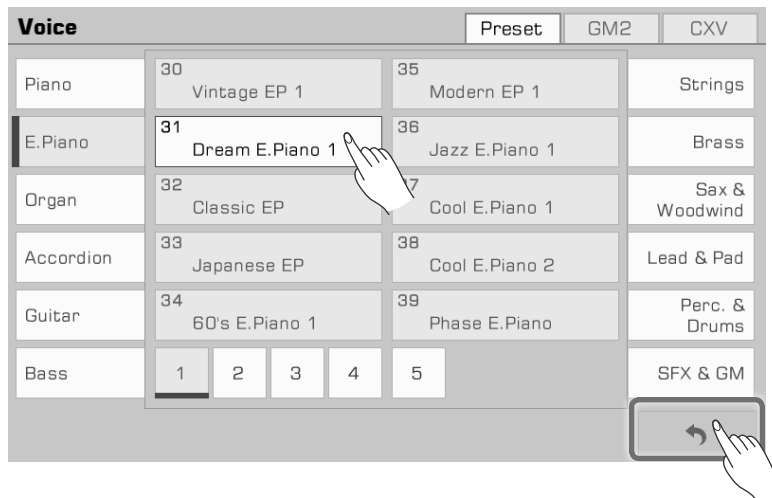 Voice
Preset
GM2
CXV
Piano
E.Piano
Organ
Accordion
Guitar
Bass
30
Vintage EP 1
31
Dream E.Piano 1
32
Classic EP
33
Japanese EP
34
60's E.Piano 1
35
Modern EP 1
36
Jazz E.Piano 1
7
Cool E.Piano 1
38
Cool E.Piano 2
39
Phase E.Piano
1 2 3 4 5
Strings
Brass
Sax &
Woodwind
Lead & Pad
Perc. &
Drums
SFX & GM